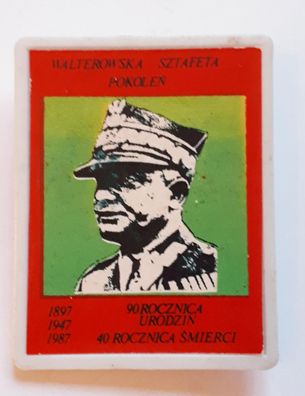 WALTEROWSKA SZTAFETA
POKOLEŃ
1897 90 ROCZNICA
1947 URODZIN
1987 40 ROCZNICA ŚMIERCI